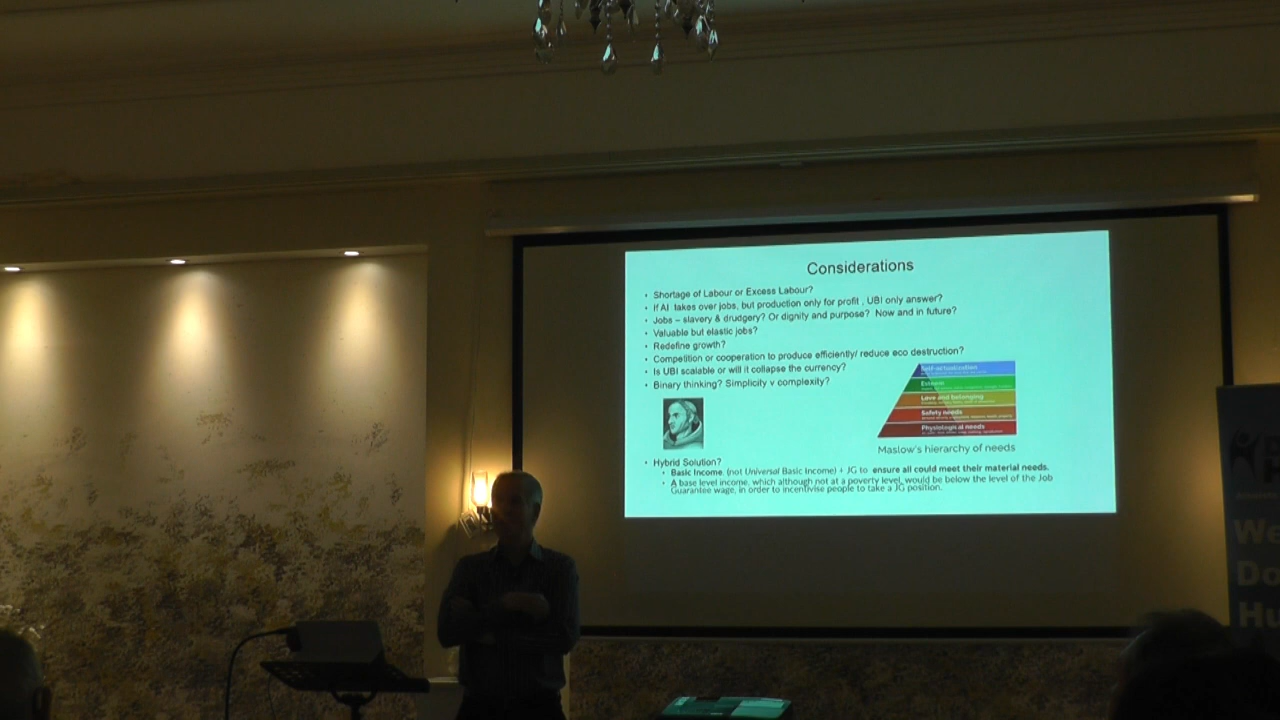 Considerations
• Shortage of Labour or Excess Labour?
• If AI takes over jobs, but production only for profit , UBI only answer?
• Jobs – slavery & drudgery? Or dignity and purpose? Now and in future?
• Valuable but elastic jobs?
• Redefine growth?
• Competition or cooperation to produce efficiently/ reduce eco destruction?
• Is UBI scalable or will it collapse the currency?
• Binary thinking? Simplicity v complexity?
Self-actualization
Esteem
Love and belonging
Safety needs
Physiological needs
Maslow's hierarchy of needs
• Hybrid Solution?
• Basic Income. (not Universal Basic Income) + JG to ensure all could meet their material needs.
• A base level income, which although not at a poverty level, would be below the level of the Job
Guarantee wage, in order to incentivise people to take a JG position.
We
Do
Hu